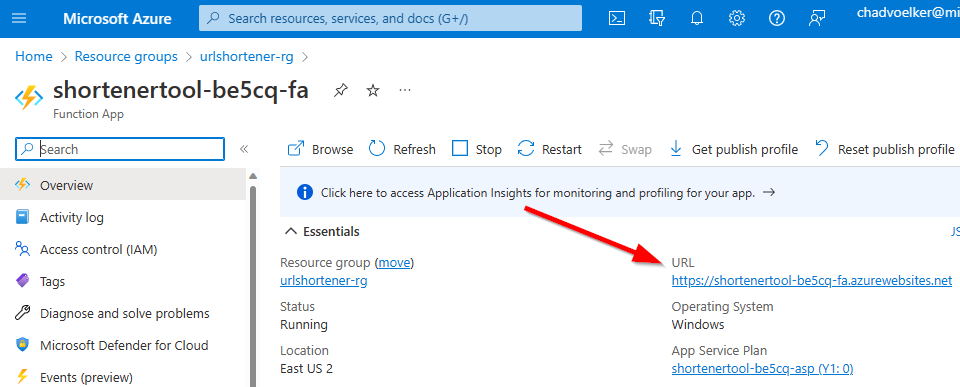 Microsoft Azure
Search resources, services, and docs (G+/)
chadvoelker@mi
Home > Resource groups > urlshortener-rg >
shortenertool-be5cq-fa
Function App
Search
Browse Refresh Stop Restart Swap Get publish profile Reset publish profile
Overview
Click here to access Application Insights for monitoring and profiling for your app. →
Activity log
Essentials
JS
Access control (IAM)
Resource group (move)
urlshortener-rg
URL
https://shortenertool-be5cq-fa.azurewebsites.net
Tags
Status
Running
Operating System
Windows
Diagnose and solve problems
Microsoft Defender for Cloud
Location
East US 2
App Service Plan
shortenertool-be5cq-asp (Y1: 0)
Events (preview)